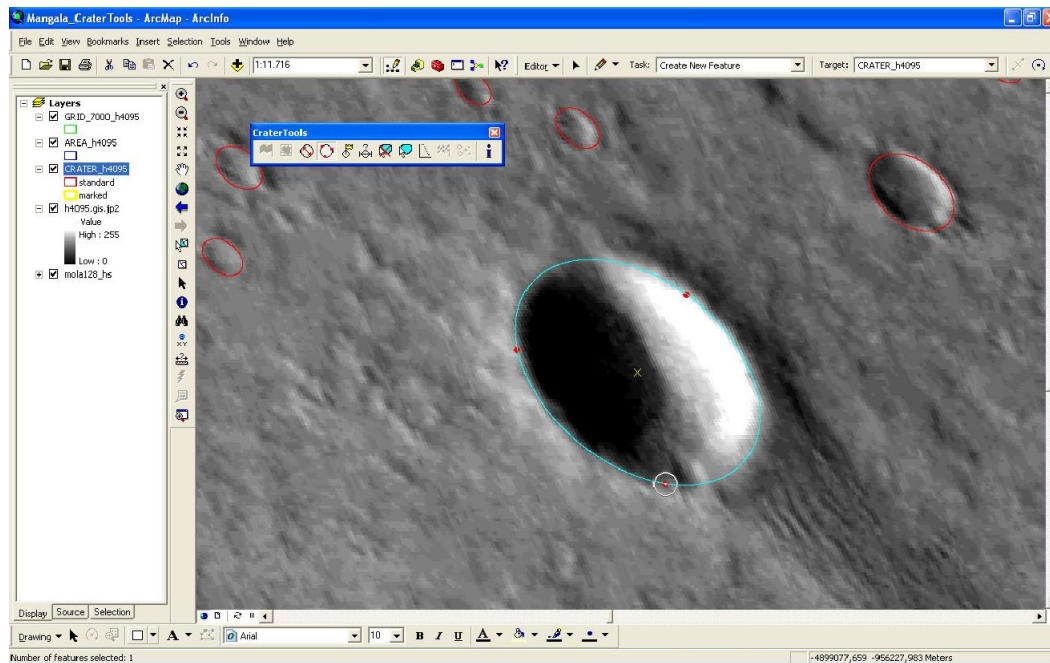 Mangala_CraterTools - ArcMap - ArcInfo
File Edit View Bookmarks Insert Selection Tools Window Help
1:11.716 Editor Task: Create New Feature Target: CRATER_h4095
Layers
GRID_7000_h4095
AREA_h4095
CRATER_h4095
standard
marked
h4095.gis.jp2
Value
High : 255
Low : 0
mola128_hs
CraterTools
Display Source Selection
Drawing A Arial 10 B I U A
Number of features selected: 1 -4899077,659 -956227,983 Meters